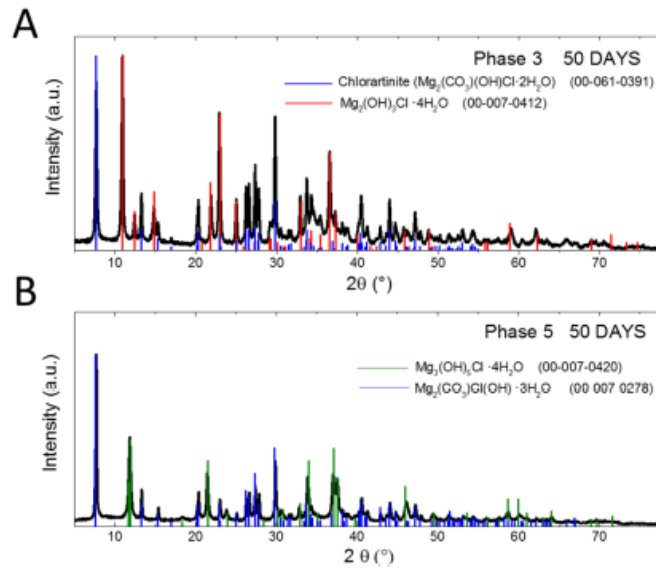 A
Phase 3 50 DAYS
Chlorartinite (Mg₂(CO₃)(OH)Cl·2H₂O) (00-061-0391)
Mg₂(OH)₃Cl ·4H₂O (00-007-0412)
Intensity (a.u.)
10 20 30 40 50 60 70
2θ (°)
B
Phase 5 50 DAYS
Mg₃(OH)₅Cl ·4H₂O (00-007-0420)
Mg₂(CO₃)Cl(OH) ·3H₂O (00 007 0278)
Intensity (a.u.)
10 20 30 40 50 60 70
2 θ (°)